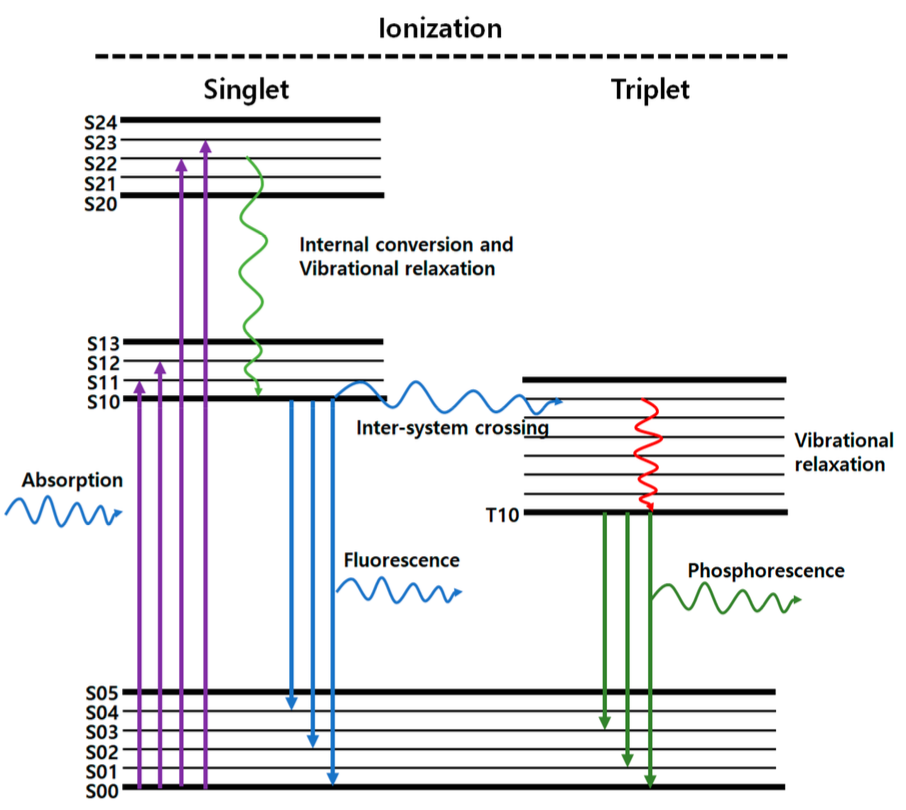 Ionization
Singlet
Triplet
S24
S23
S22
S21
S20
Internal conversion and
Vibrational relaxation
S13
S12
S11
S10
Inter-system crossing
Vibrational
relaxation
Absorption
T10
Fluorescence
Phosphorescence
S05
S04
S03
S02
S01
S00